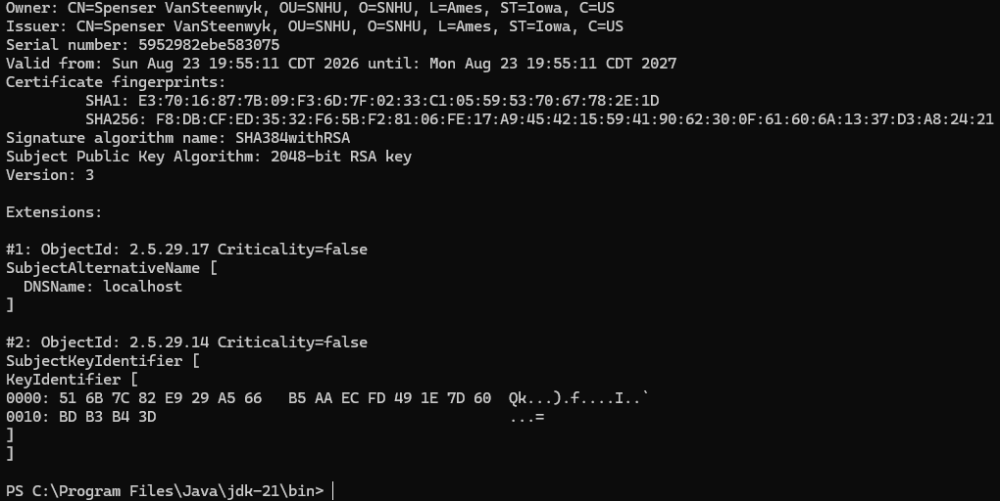 Owner: CN=Spenser VanSteenwyk, OU=SNHU, O=SNHU, L=Ames, ST=Iowa, C=US
Issuer: CN=Spenser VanSteenwyk, OU=SNHU, O=SNHU, L=Ames, ST=Iowa, C=US
Serial number: 5952982ebe583075
Valid from: Sun Aug 23 19:55:11 CDT 2026 until: Mon Aug 23 19:55:11 CDT 2027
Certificate fingerprints:
         SHA1: E3:70:16:87:7B:09:F3:6D:7F:02:33:C1:05:59:53:70:67:78:2E:1D
         SHA256: F8:DB:CF:ED:35:32:F6:5B:F2:81:06:FE:17:A9:45:42:15:59:41:90:62:30:0F:61:60:6A:13:37:D3:A8:24:21
Signature algorithm name: SHA384withRSA
Subject Public Key Algorithm: 2048-bit RSA key
Version: 3

Extensions:

#1: ObjectId: 2.5.29.17 Criticality=false
SubjectAlternativeName [
  DNSName: localhost
]

#2: ObjectId: 2.5.29.14 Criticality=false
SubjectKeyIdentifier [
KeyIdentifier [
0000: 51 6B 7C 82 E9 29 A5 66   B5 AA EC FD 49 1E 7D 60  Qk...).f....I..`
0010: BD B3 B4 3D                                        ...=
]
]

PS C:\Program Files\Java\jdk-21\bin>